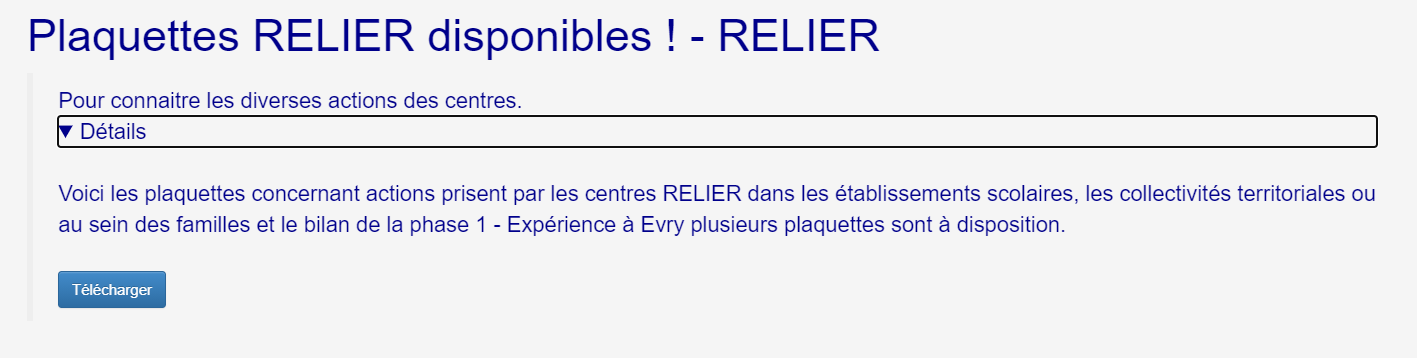 Plaquettes RELIER disponibles ! - RELIER
Pour connaitre les diverses actions des centres.
▼ Détails
Voici les plaquettes concernant actions prisent par les centres RELIER dans les établissements scolaires, les collectivités territoriales ou
au sein des familles et le bilan de la phase 1 - Expérience à Evry plusieurs plaquettes sont à disposition.
Télécharger